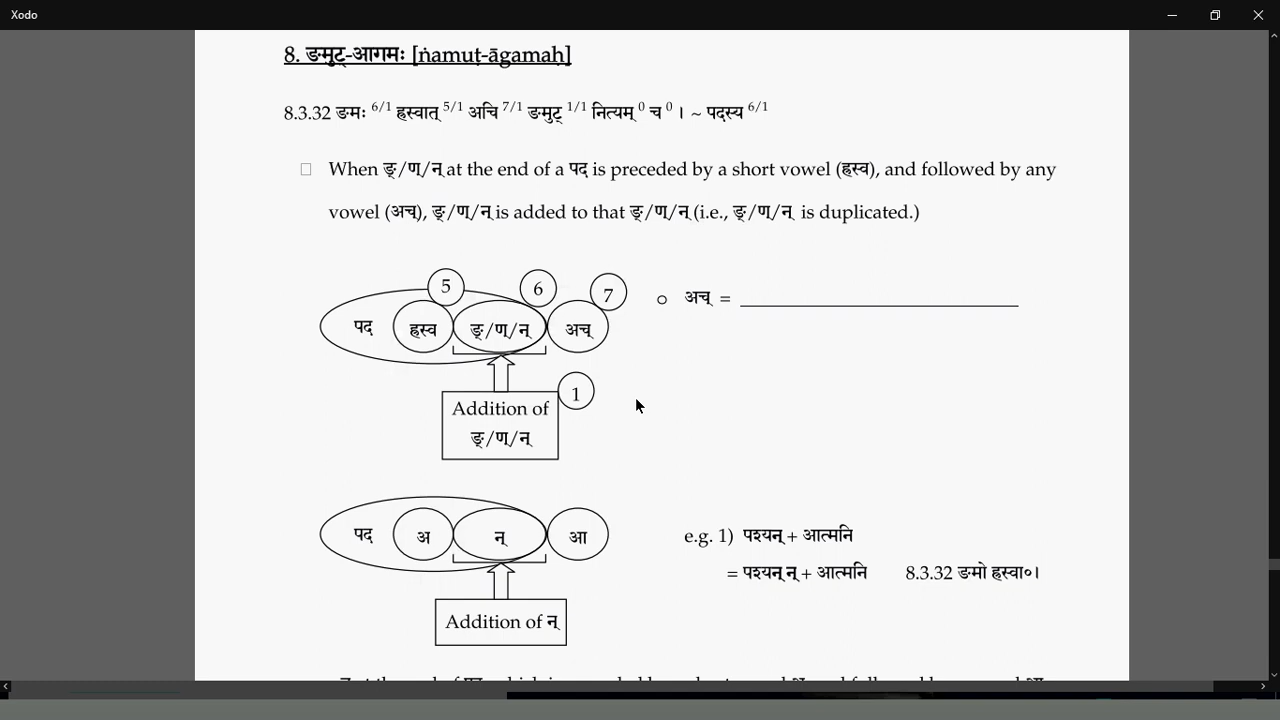 Xodo
8. ङमुट्-आगमः [ṅamuṭ-āgamaḥ]
8.3.32 ङमः 6/1 ह्रस्वात् 5/1 अचि 7/1 ङमुट् 1/1 नित्यम् 0 च 0 । ~ पदस्य 6/1
When ङ्/ण्/न् at the end of a पद is preceded by a short vowel (ह्रस्व), and followed by any
vowel (अच्), ङ्/ण्/न् is added to that ङ्/ण्/न् (i.e., ङ्/ण्/न् is duplicated.)
5 6 7
अच् = ____________________
पद ह्रस्व ङ्/ण्/न् अच्
1
Addition of
ङ्/ण्/न्
पद अ न् आ
e.g. 1) पश्यन् + आत्मनि
= पश्यन् न् + आत्मनि 8.3.32 ङमो ह्रस्वा०।
Addition of न्